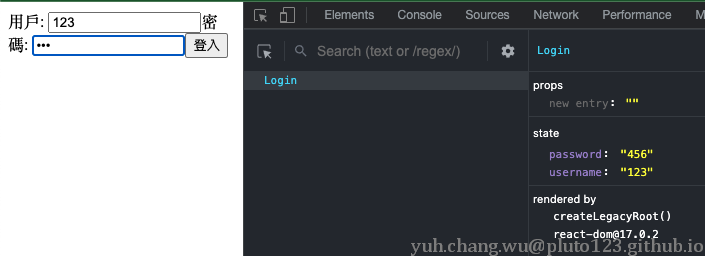 用戶: 123 密
碼: ••• 登入
Elements Console Sources Network Performance M
Search (text or /regex/)
Login
Login
props
new entry: ""
state
password: "456"
username: "123"
rendered by
createLegacyRoot()
react-dom@17.0.2
yuh.chang.wu@pluto123.github.io